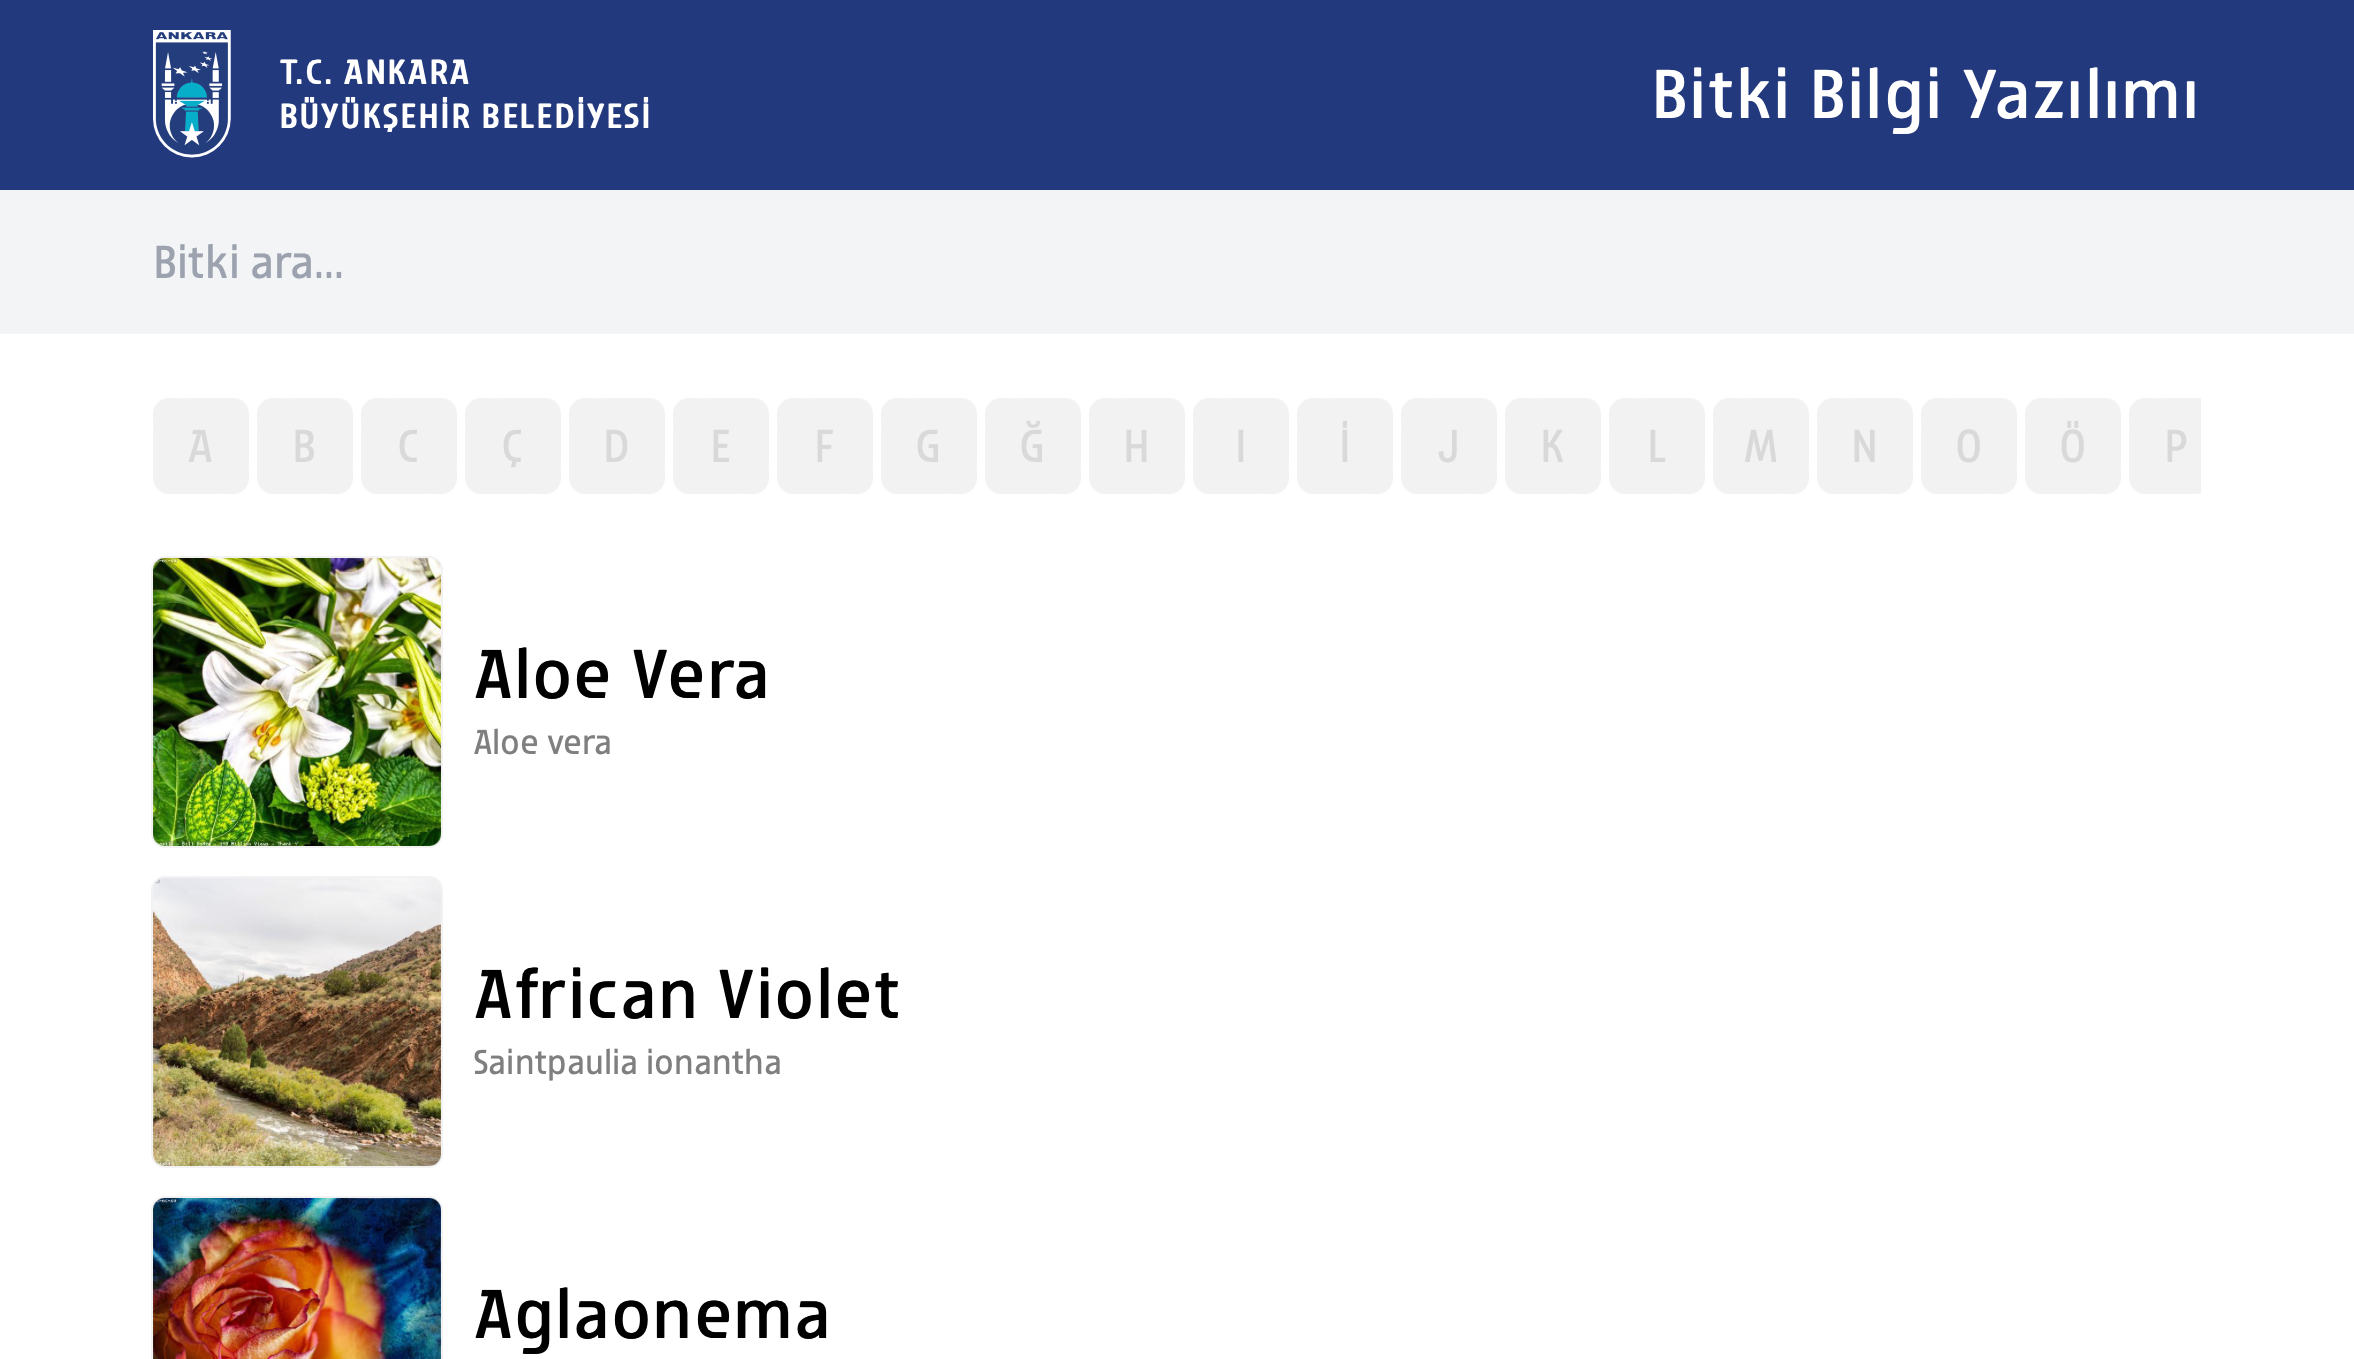 ANKARA
T.C. ANKARA
BÜYÜKŞEHİR BELEDİYESİ
Bitki Bilgi Yazılımı
Bitki ara...
A B C Ç D E F G Ğ H I İ J K L M N O Ö P
Aloe Vera
Aloe vera
African Violet
Saintpaulia ionantha
Aglaonema